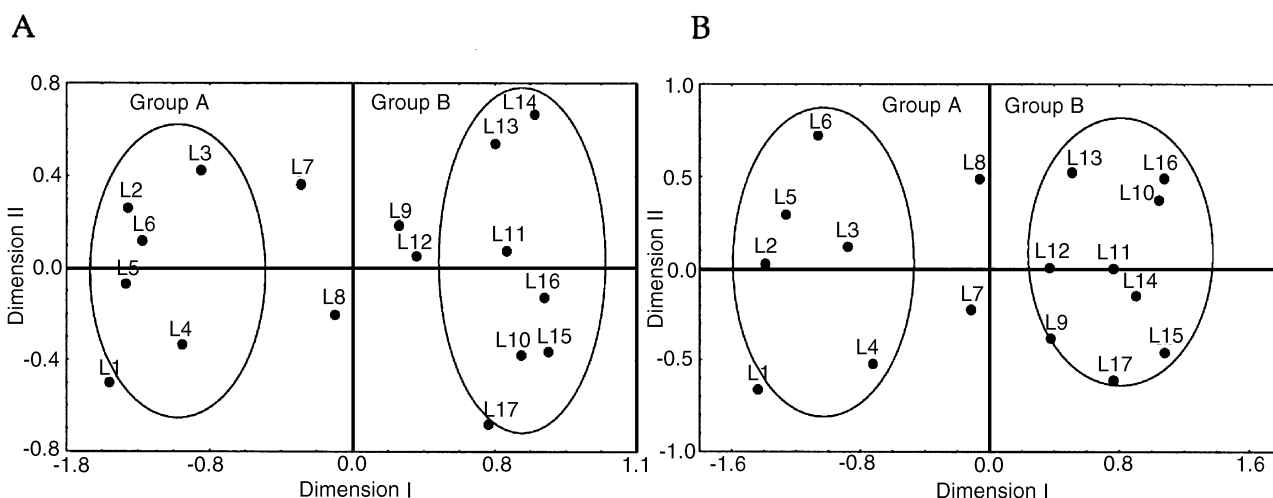 A
B
0.8
Group A
Group B
L14
L13
L3
L7
0.4
L2
L6
L9
L12
L11
0.0
L5
L16
L8
L4
L10
L15
-0.4
L1
L17
-0.8
-1.8
-0.8
0.0
0.8
1.1
Dimension I
Dimension II
1.0
Group A
Group B
L6
L8
L13
L16
0.5
L10
L5
L3
L2
L12
L11
0.0
L14
L7
L9
L15
L4
-0.5
L1
L17
-1.0
-1.6
-0.8
0.0
0.8
1.6
Dimension I
Dimension II